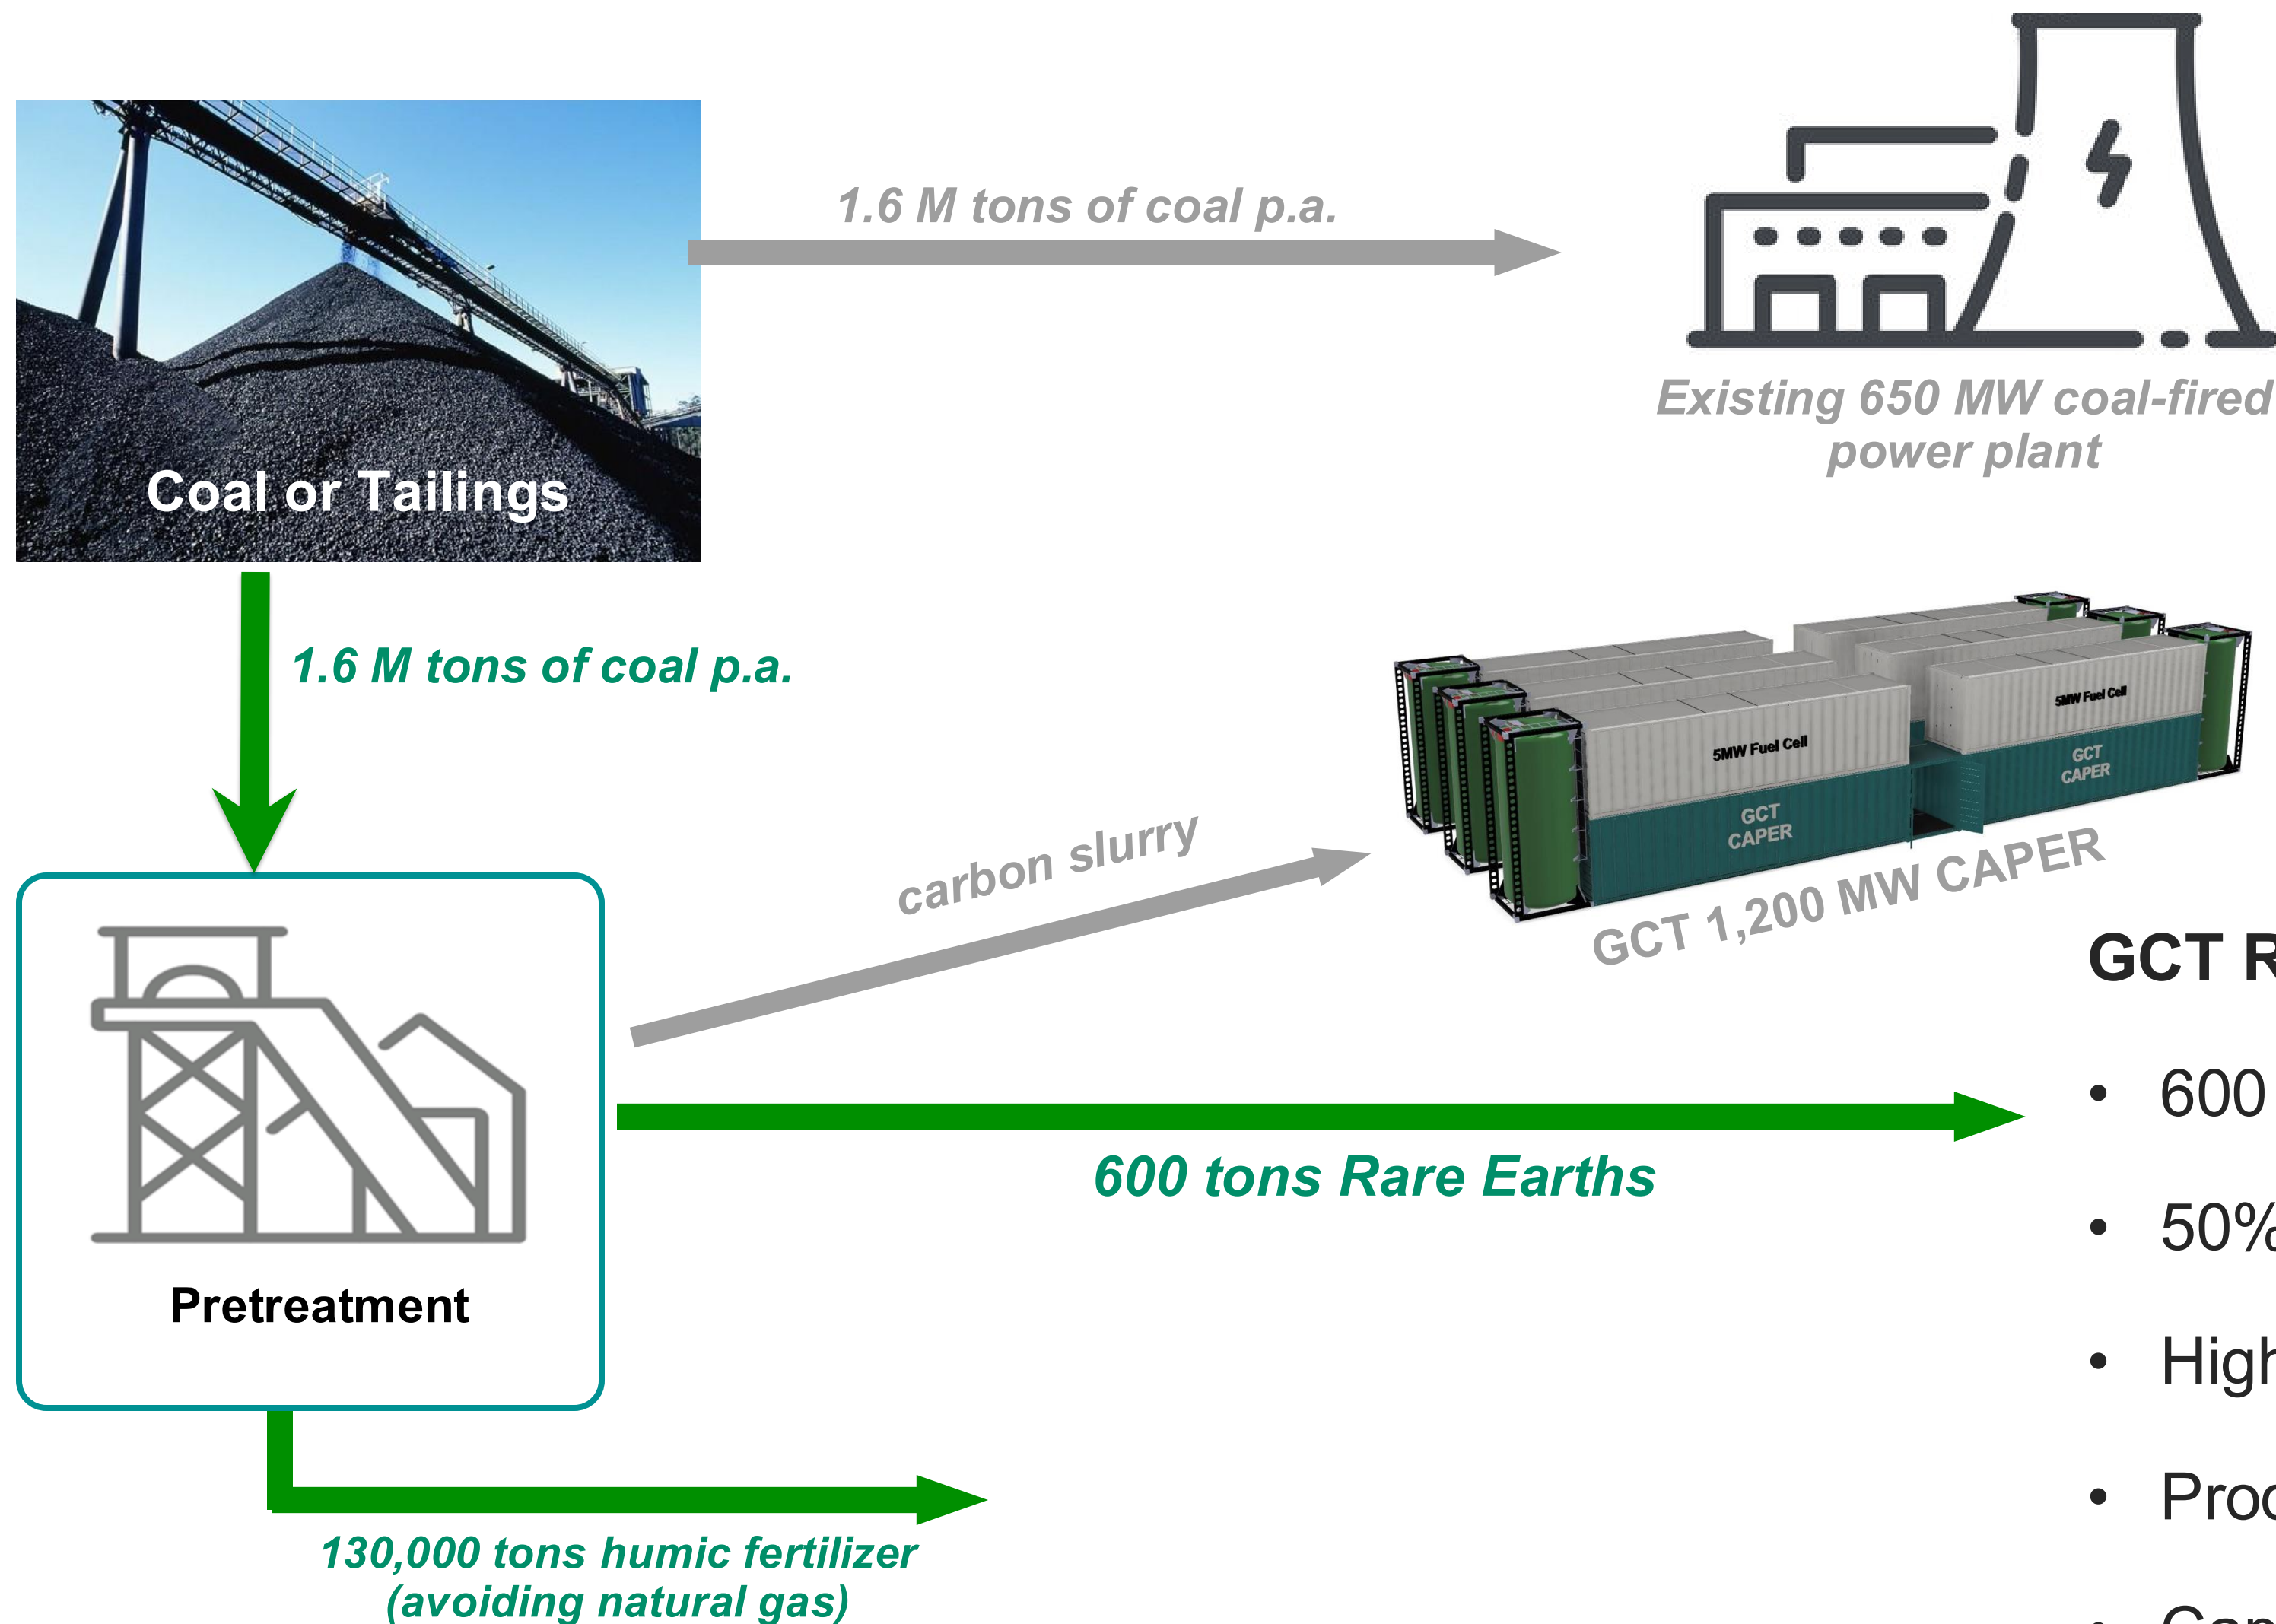 1.6 M tons of coal p.a.
Existing 650 MW coal-fired
power plant
Coal or Tailings
1.6 M tons of coal p.a.
5MW Fuel Cell
5MW Fuel Cell
GCT
CAPER
GCT
CAPER
carbon slurry
GCT 1,200 MW CAPER
GCT R
• 600
• 50%
600 tons Rare Earths
• High
Pretreatment
• Proc
130,000 tons humic fertilizer
(avoiding natural gas)